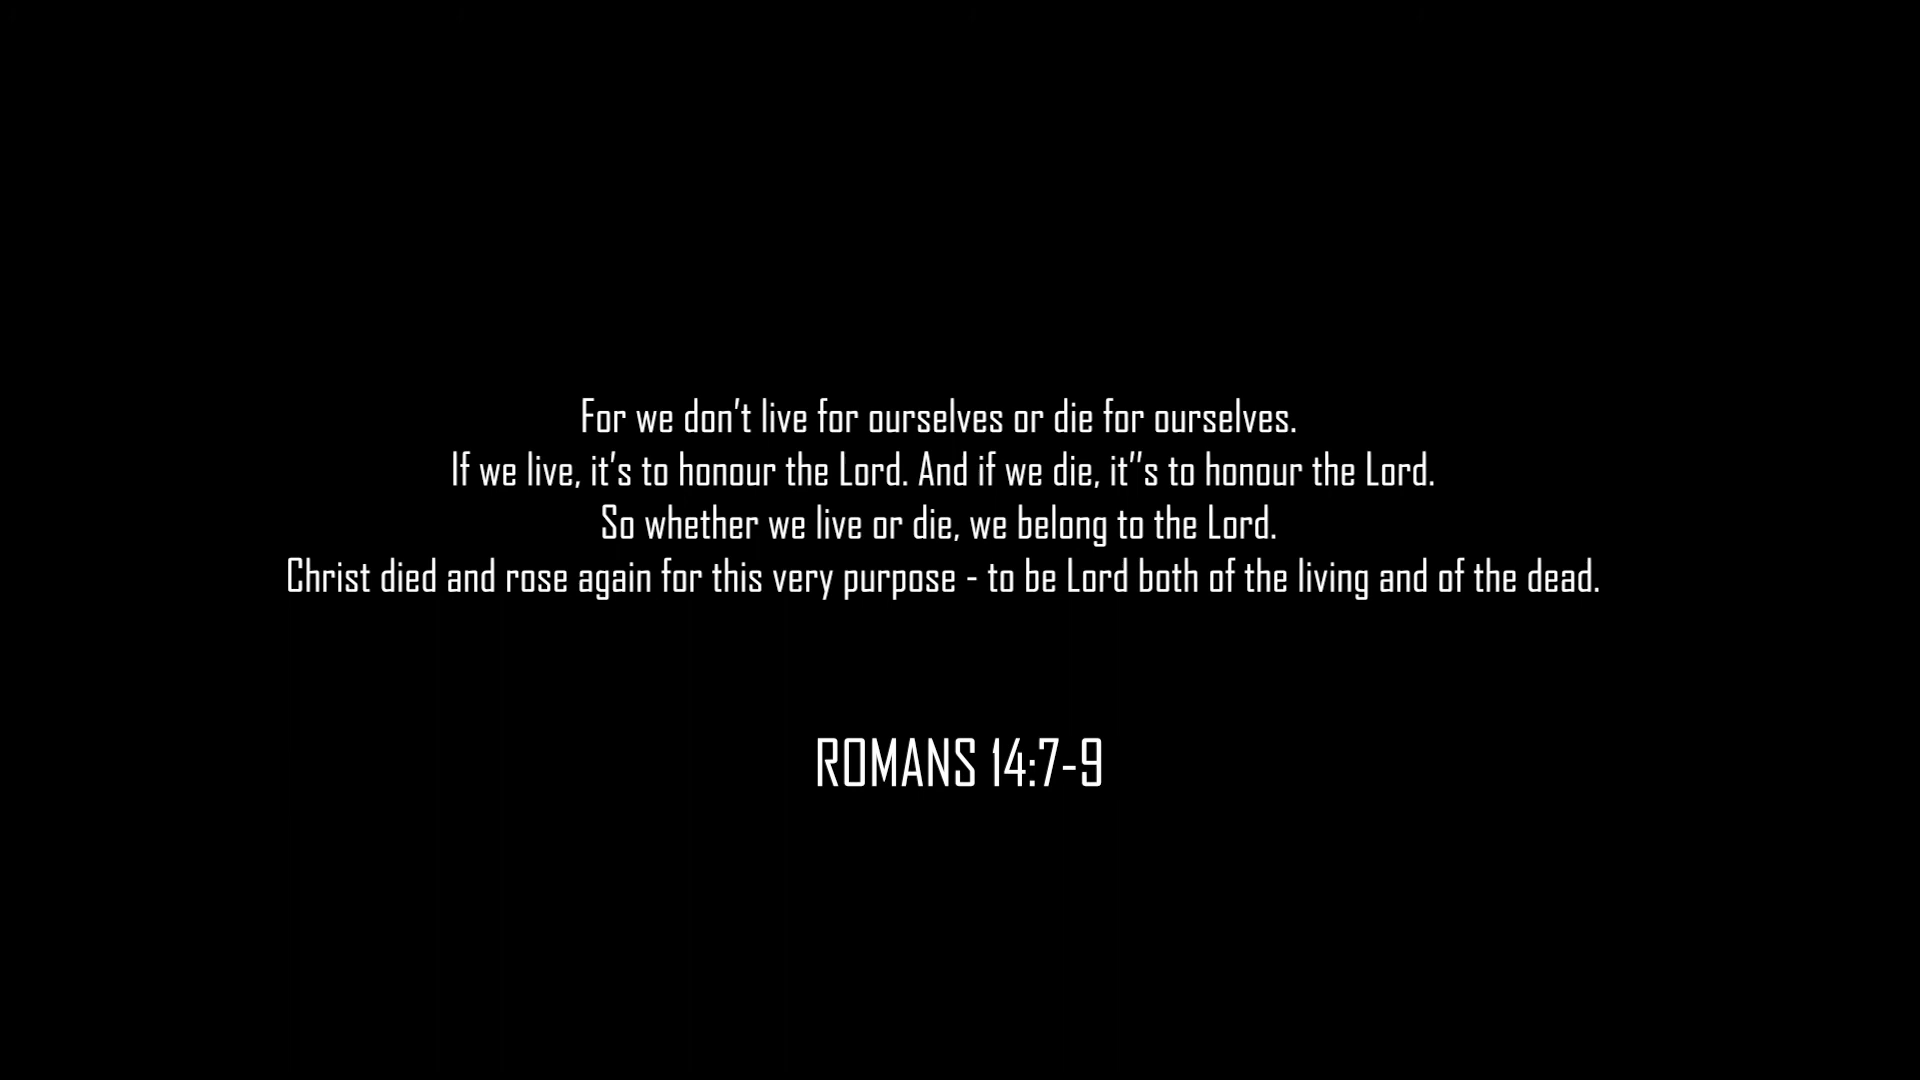 For we don’t live for ourselves or die for ourselves.
If we live, it’s to honour the Lord. And if we die, it’’s to honour the Lord.
So whether we live or die, we belong to the Lord.
Christ died and rose again for this very purpose - to be Lord both of the living and of the dead.
ROMANS 14:7-9